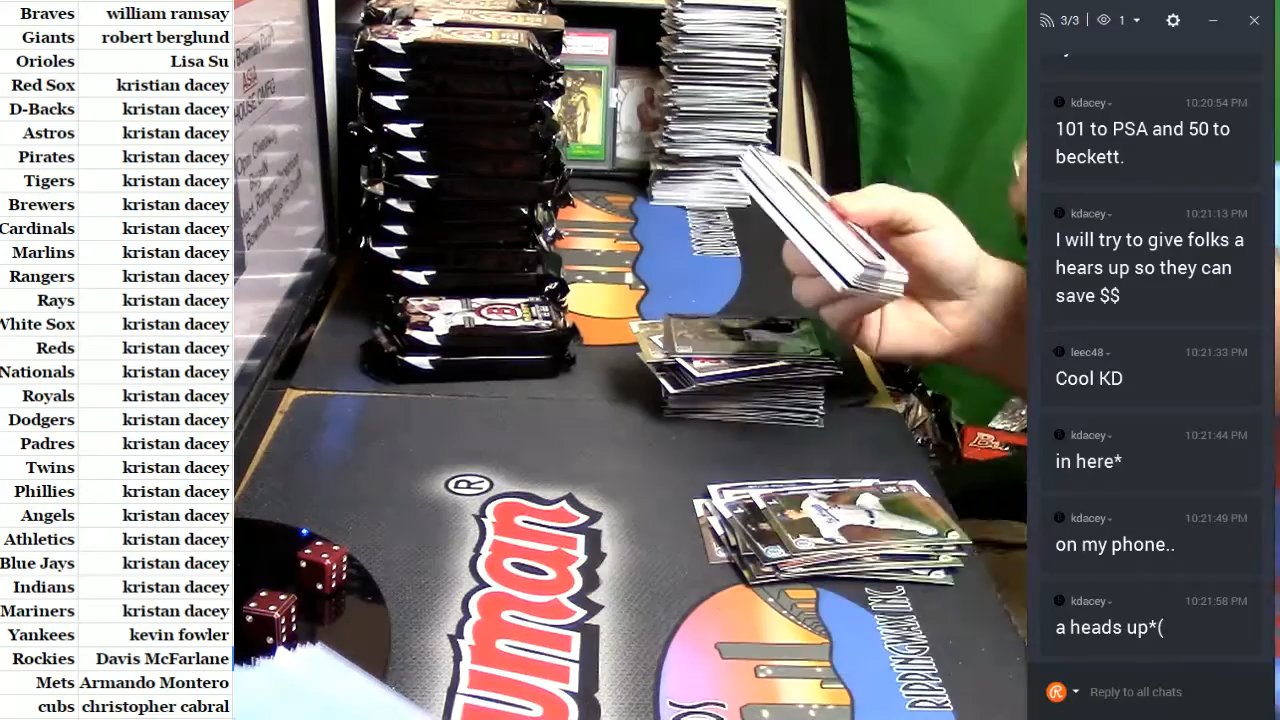 Braves william ramsay
Giants robert berglund
Orioles Lisa Su
Red Sox kristian dacey
D-Backs kristan dacey
Astros kristan dacey
Pirates kristan dacey
Tigers kristan dacey
Brewers kristan dacey
Cardinals kristan dacey
Marlins kristan dacey
Rangers kristan dacey
Rays kristan dacey
White Sox kristan dacey
Reds kristan dacey
Nationals kristan dacey
Royals kristan dacey
Dodgers kristan dacey
Padres kristan dacey
Twins kristan dacey
Phillies kristan dacey
Angels kristan dacey
Athletics kristan dacey
Blue Jays kristan dacey
Indians kristan dacey
Mariners kristan dacey
Yankees kevin fowler
Rockies Davis McFarlane
Mets Armando Montero
cubs christopher cabral
ASIA
HOUSE OMFG
®
wman
RIPPINGWAX INC
3/3 1
kdacey 10:20:54 PM
101 to PSA and 50 to
beckett.
kdacey 10:21:13 PM
I will try to give folks a
hears up so they can
save $$
leec48 10:21:33 PM
Cool KD
kdacey 10:21:44 PM
in here*
kdacey 10:21:49 PM
on my phone..
kdacey 10:21:58 PM
a heads up*(
Reply to all chats